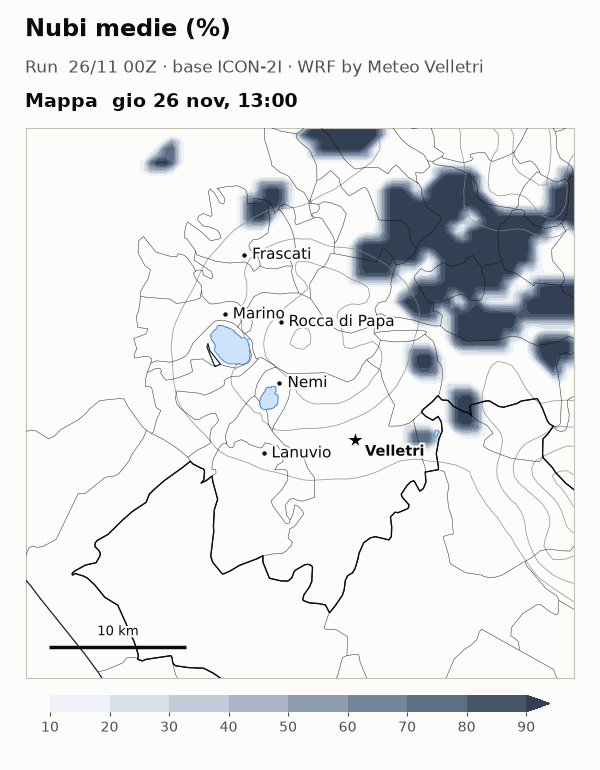 Nubi medie (%)
Run  26/11 00Z · base ICON-2I · WRF by Meteo Velletri
Mappa  gio 26 nov, 13:00
Frascati
Marino
Rocca di Papa
Nemi
Velletri
Lanuvio
10 km
10 20 30 40 50 60 70 80 90